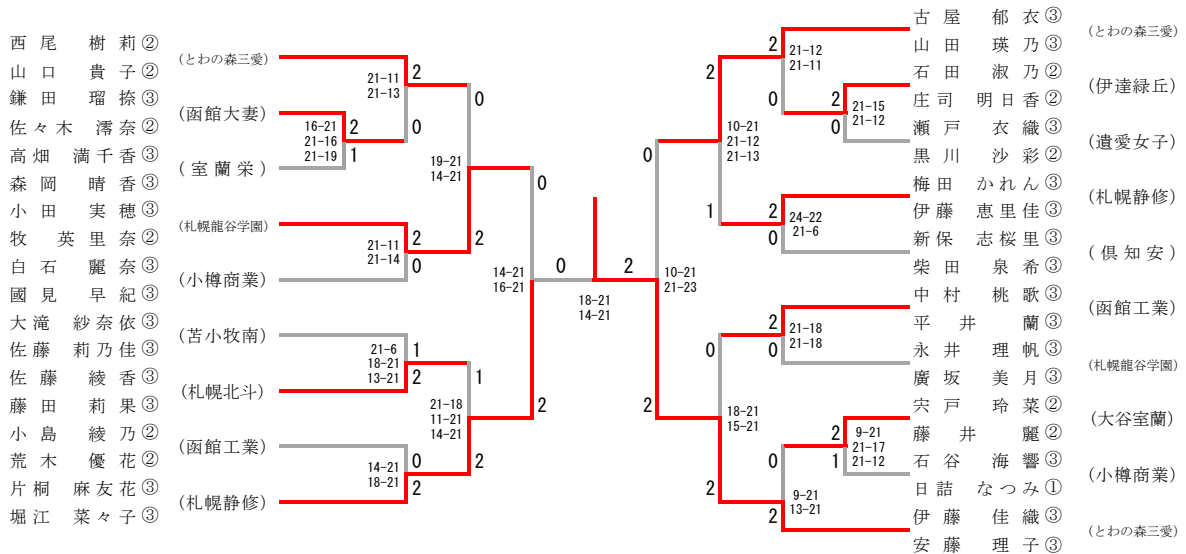 西尾 樹莉②
山口 貴子②
(とわの森三愛)
鎌田 瑠捺③
佐々木 澪奈②
(函館大妻)
高畑 満千香③
森岡 晴香③
(室蘭栄)
小田 実穂③
牧 英里奈②
(札幌龍谷学園)
白石 麗奈③
國見 早紀③
(小樽商業)
大滝 紗奈依③
佐藤 莉乃佳③
(苫小牧南)
佐藤 綾香③
藤田 莉果③
(札幌北斗)
小島 綾乃②
荒木 優花②
(函館工業)
片桐 麻友花③
堀江 菜々子③
(札幌静修)
21-11
21-13
2
0
16-21
21-16
21-19
2
1
0
19-21
14-21
21-11
21-14
2
0
2
0
14-21
16-21
21-6
18-21
13-21
1
2
1
21-18
11-21
14-21
14-21
18-21
0
2
2
2
0
2
18-21
14-21
0
10-21
21-23
2
2
10-21
21-12
21-13
1
2
21-12
21-11
0
2
21-15
21-12
0
2
24-22
21-6
0
0
18-21
15-21
2
2
21-18
21-18
0
0
9-21
13-21
2
2
9-21
21-17
21-12
1
古屋 郁衣③
山田 瑛乃③
(とわの森三愛)
石田 淑乃②
庄司 明日香②
(伊達緑丘)
瀬戸 衣織③
黒川 沙彩②
(遺愛女子)
梅田 かれん③
伊藤 恵里佳③
(札幌静修)
新保 志桜里③
柴田 泉希③
(倶知安)
中村 桃歌③
平井 蘭③
(函館工業)
永井 理帆③
廣坂 美月③
(札幌龍谷学園)
宍戸 玲菜②
藤井 麗②
(大谷室蘭)
石谷 海響③
日詰 なつみ①
(小樽商業)
伊藤 佳織③
安藤 理子③
(とわの森三愛)